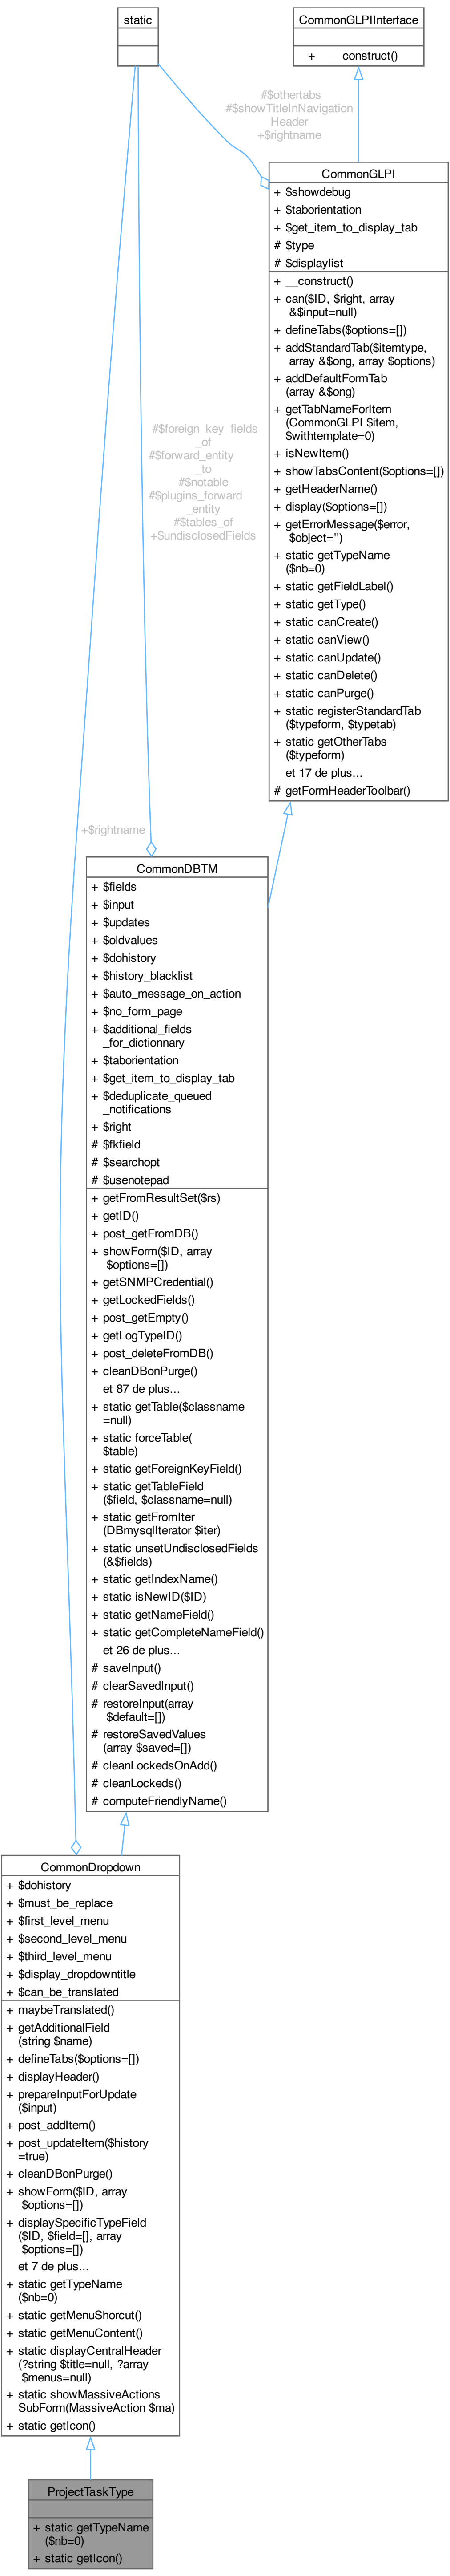 static
CommonGLPIInterface
+ __construct()
#$othertabs
#$showTitleInNavigation
Header
+$rightname
CommonGLPI
+ $showdebug
+ $taborientation
+ $get_item_to_display_tab
# $type
# $displaylist
+ __construct()
+ can($ID, $right, array
&$input=null)
+ defineTabs($options=[])
+ addStandardTab($itemtype,
array &$ong, array $options)
+ addDefaultFormTab
(array &$ong)
+ getTabNameForItem
(CommonGLPI $item,
$withtemplate=0)
+ isNewItem()
+ showTabsContent($options=[])
+ getHeaderName()
+ display($options=[])
+ getErrorMessage($error,
$object='')
+ static getTypeName
($nb=0)
+ static getFieldLabel()
+ static getType()
+ static canCreate()
+ static canView()
+ static canUpdate()
+ static canDelete()
+ static canPurge()
+ static registerStandardTab
($typeform, $typetab)
+ static getOtherTabs
($typeform)
et 17 de plus...
# getFormHeaderToolbar()
#$foreign_key_fields
_of
#$forward_entity
_to
#$notable
#$plugins_forward
_entity
#$tables_of
+$undisclosedFields
+$rightname
CommonDBTM
+ $fields
+ $input
+ $updates
+ $oldvalues
+ $dohistory
+ $history_blacklist
+ $auto_message_on_action
+ $no_form_page
+ $additional_fields
_for_dictionnary
+ $taborientation
+ $get_item_to_display_tab
+ $deduplicate_queued
_notifications
+ $right
# $fkfield
# $searchopt
# $usenotepad
+ getFromResultSet($rs)
+ getID()
+ post_getFromDB()
+ showForm($ID, array
$options=[])
+ getSNMPCredential()
+ getLockedFields()
+ post_getEmpty()
+ getLogTypeID()
+ post_deleteFromDB()
+ cleanDBonPurge()
et 87 de plus...
+ static getTable($classname
=null)
+ static forceTable(
$table)
+ static getForeignKeyField()
+ static getTableField
($field, $classname=null)
+ static getFromIter
(DBmysqlIterator $iter)
+ static unsetUndisclosedFields
(&$fields)
+ static getIndexName()
+ static isNewID($ID)
+ static getNameField()
+ static getCompleteNameField()
et 26 de plus...
# saveInput()
# clearSavedInput()
# restoreInput(array
$default=[])
# restoreSavedValues
(array $saved=[])
# cleanLockedsOnAdd()
# cleanLockeds()
# computeFriendlyName()
CommonDropdown
+ $dohistory
+ $must_be_replace
+ $first_level_menu
+ $second_level_menu
+ $third_level_menu
+ $display_dropdowntitle
+ $can_be_translated
+ maybeTranslated()
+ getAdditionalField
(string $name)
+ defineTabs($options=[])
+ displayHeader()
+ prepareInputForUpdate
($input)
+ post_addItem()
+ post_updateItem($history
=true)
+ cleanDBonPurge()
+ showForm($ID, array
$options=[])
+ displaySpecificTypeField
($ID, $field=[], array
$options=[])
et 7 de plus...
+ static getTypeName
($nb=0)
+ static getMenuShorcut()
+ static getMenuContent()
+ static displayCentralHeader
(?string $title=null, ?array
$menus=null)
+ static showMassiveActions
SubForm(MassiveAction $ma)
+ static getIcon()
ProjectTaskType
+ static getTypeName
($nb=0)
+ static getIcon()